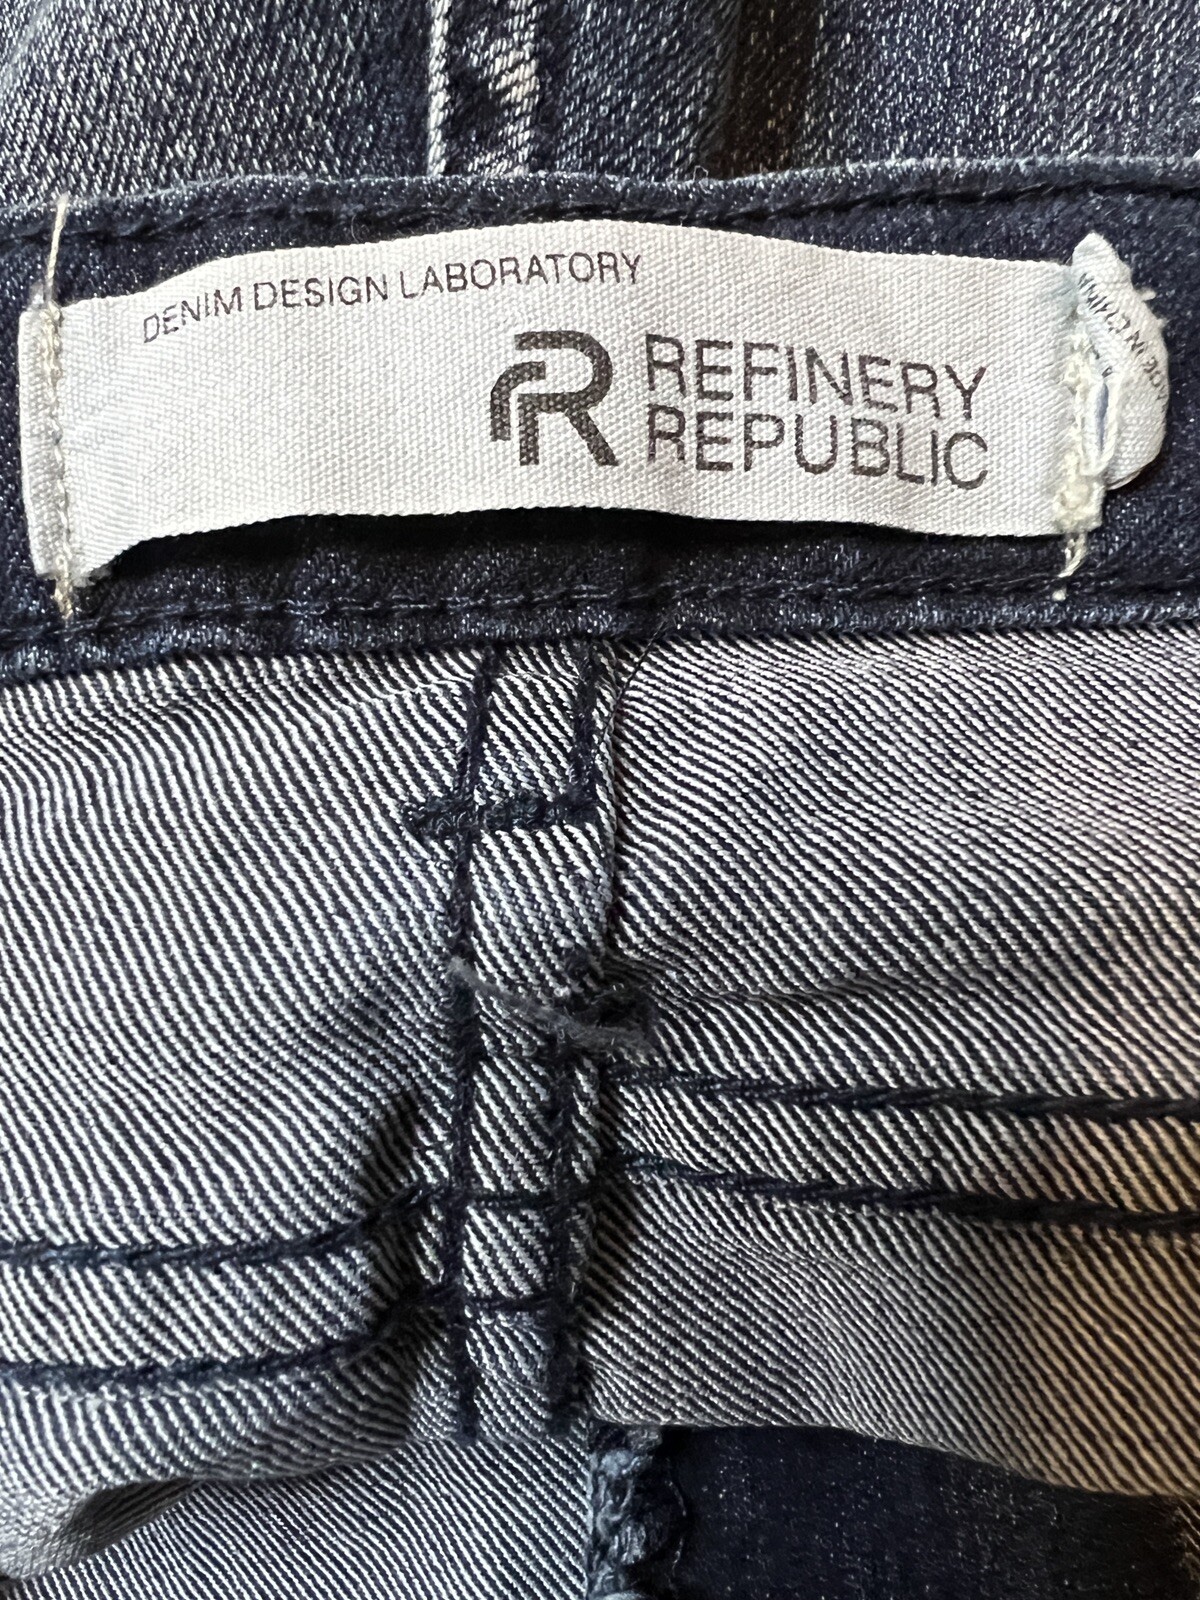 DENIM DESIGN LABORATORY
REFINERY
REPUBLIC